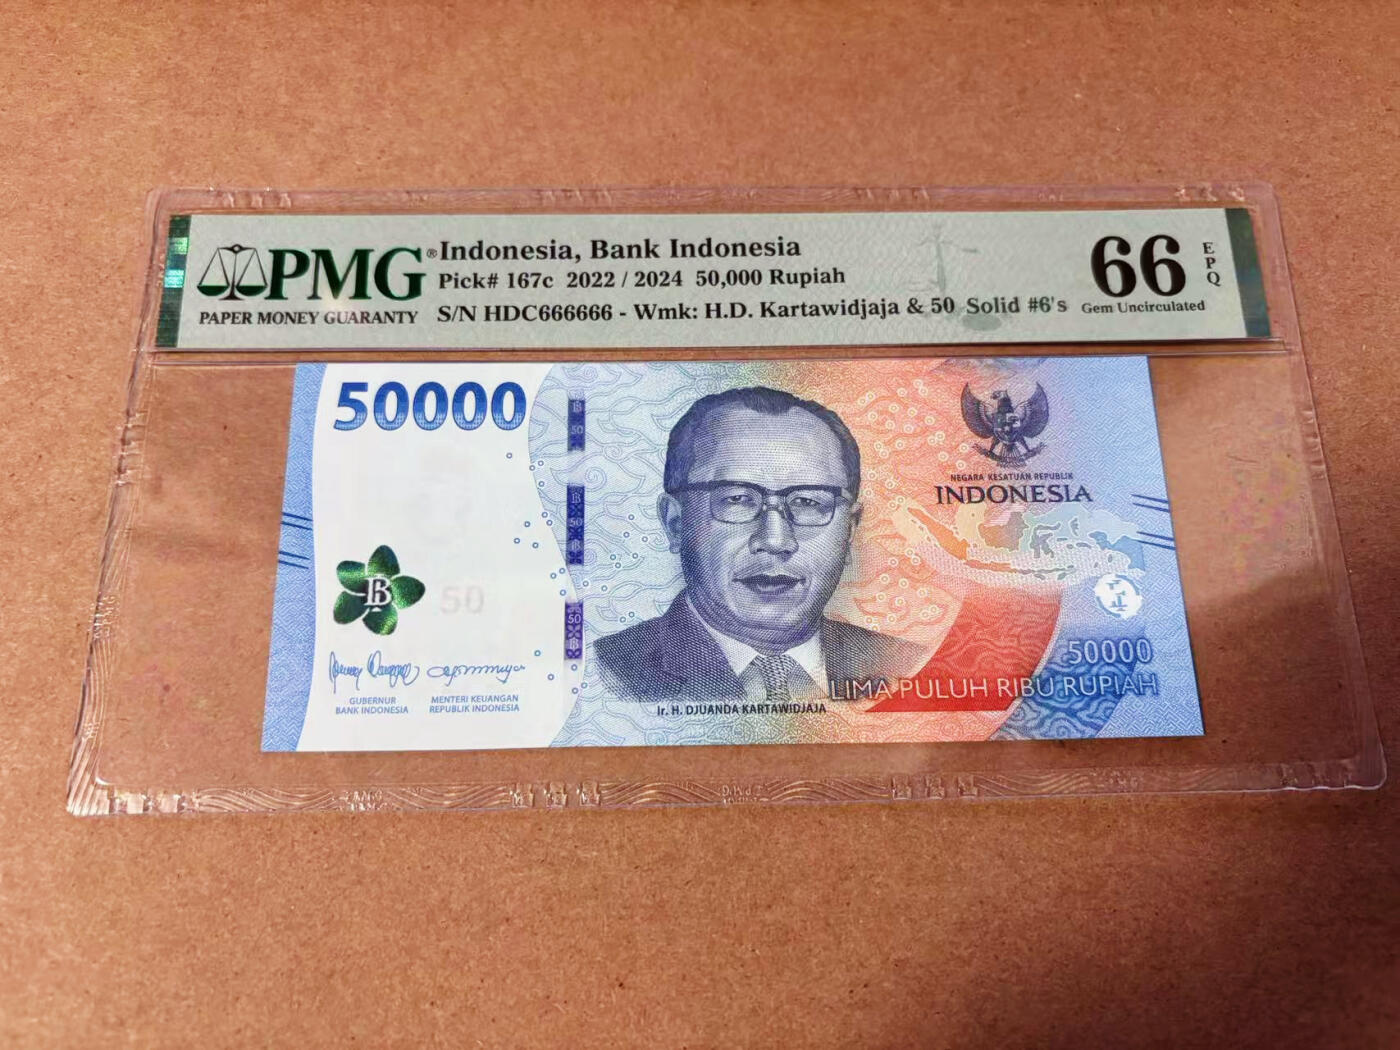 PMG® Indonesia, Bank Indonesia
PAPER MONEY GUARANTY
Pick# 167c 2022 / 2024 50,000 Rupiah
S/N HDC666666 - Wmk: H.D. Kartawidjaja & 50 Solid #6's
66 EPQ
Gem Uncirculated
50000
50
50
50
50
NEGARA KESATUAN REPUBLIK
INDONESIA
GUBERNUR
BANK INDONESIA
MENTERI KEUANGAN
REPUBLIK INDONESIA
Ir. H. DJUANDA KARTAWIDJAJA
50000
LIMA PULUH RIBU RUPIAH